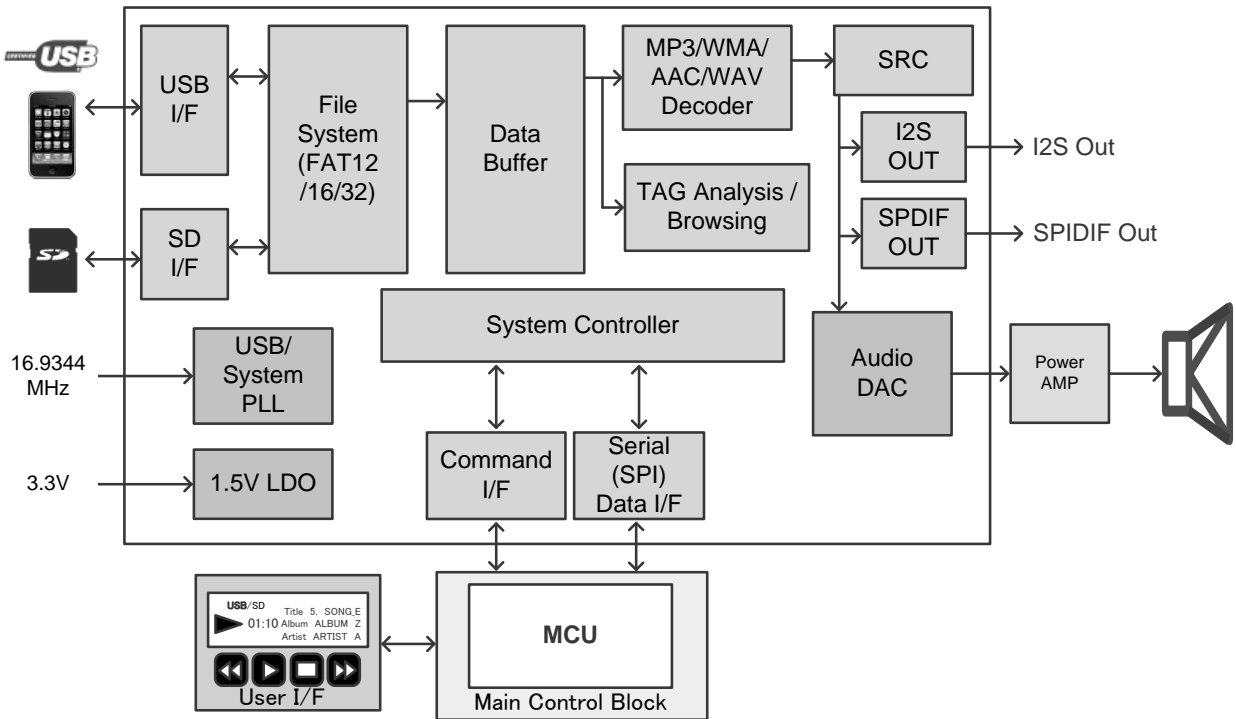 CERTIFIED USB
USB
I/F
File
System
(FAT12
/16/32)
Data
Buffer
MP3/WMA/
AAC/WAV
Decoder
SRC
I2S
OUT
I2S Out
TAG Analysis /
Browsing
SPDIF
OUT
SPIDIF Out
SD
I/F
SD
System Controller
16.9344
MHz
USB/
System
PLL
Audio
DAC
Power
AMP
3.3V
1.5V LDO
Command
I/F
Serial
(SPI)
Data I/F
USB/SD
Title 5. SONG_E
01:10 Album ALBUM Z
Artist ARTIST A
User I/F
MCU
Main Control Block